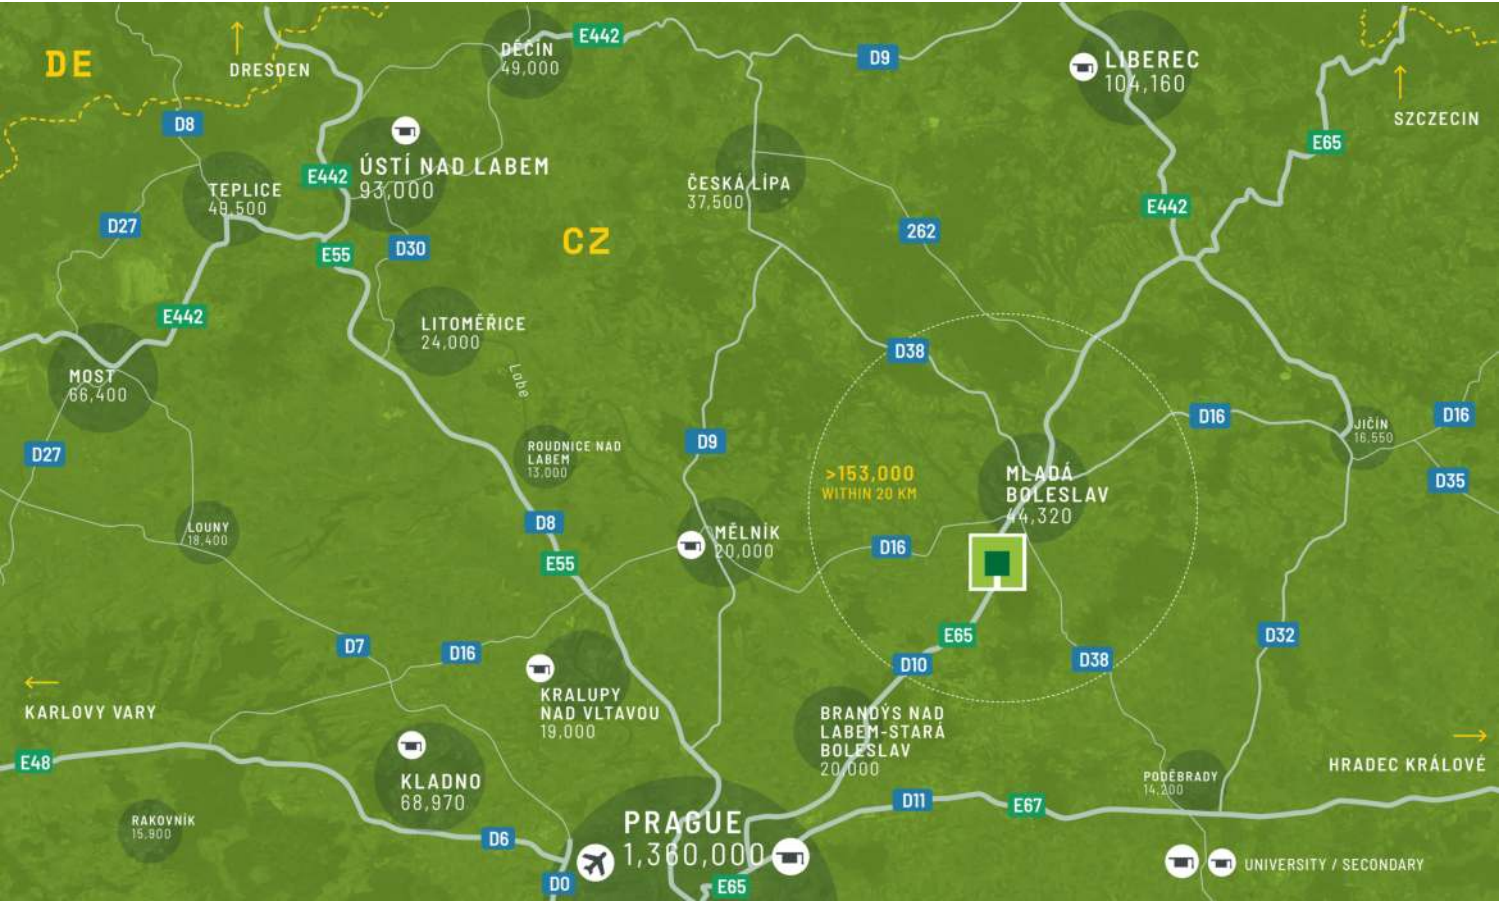 DE
DRESDEN
DĚČÍN
49,000
E442
D9
LIBEREC
104,160
SZCZECIN
D8
E65
E442
ÚSTÍ NAD LABEM
93,000
TEPLICE
49,500
ČESKÁ LÍPA
37,500
E442
D27
E55
D30
CZ
262
E442
LITOMĚŘICE
24,000
D38
Labe
MOST
66,400
D27
ROUDNICE NAD
LABEM
13,000
D9
>153,000
WITHIN 20 KM
MLADÁ
BOLESLAV
44,320
D16
JIČÍN
16,550
D16
D35
LOUNY
18,400
D8
E55
MĚLNÍK
20,000
D16
D7
D16
E65
D10
D38
D32
KARLOVY VARY
KRALUPY
NAD VLTAVOU
19,000
BRANDÝS NAD
LABEM-STARÁ
BOLESLAV
20,000
E48
KLADNO
68,970
PODĚBRADY
14,200
HRADEC KRÁLOVÉ
RAKOVNÍK
15,900
D6
PRAGUE
1,360,000
D11
E67
D0
E65
UNIVERSITY / SECONDARY